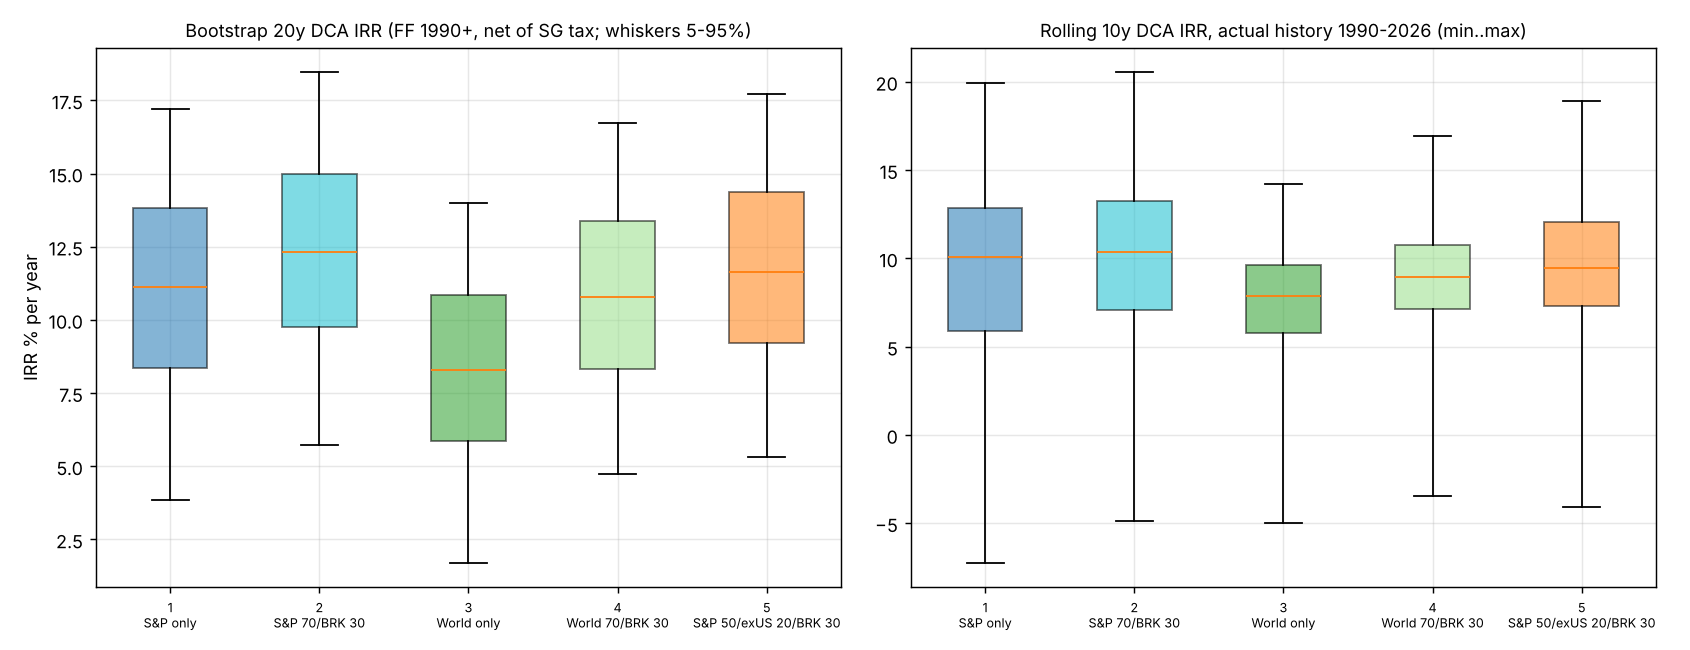 Bootstrap 20y DCA IRR (FF 1990+, net of SG tax; whiskers 5-95%)
IRR % per year
17.5
15.0
12.5
10.0
7.5
5.0
2.5
1
S&P only
2
S&P 70/BRK 30
3
World only
4
World 70/BRK 30
5
S&P 50/exUS 20/BRK 30
Rolling 10y DCA IRR, actual history 1990-2026 (min..max)
20
15
10
5
0
−5
1
S&P only
2
S&P 70/BRK 30
3
World only
4
World 70/BRK 30
5
S&P 50/exUS 20/BRK 30